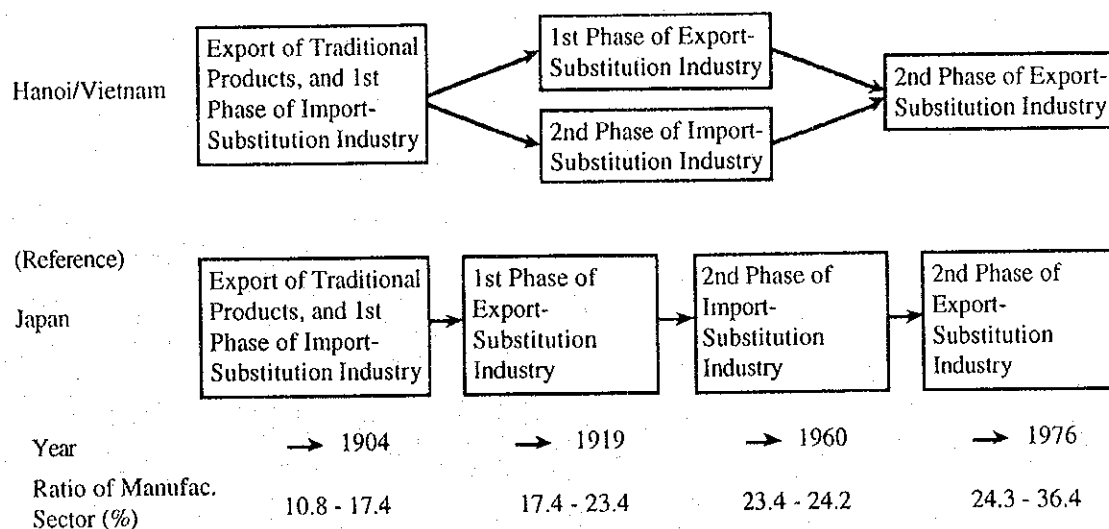 Hanoi/Vietnam
Export of Traditional
Products, and 1st
Phase of Import-
Substitution Industry
1st Phase of Export-
Substitution Industry
2nd Phase of Import-
Substitution Industry
2nd Phase of Export-
Substitution Industry
(Reference)
Japan
Export of Traditional
Products, and 1st
Phase of Import-
Substitution Industry
1st Phase of
Export-
Substitution
Industry
2nd Phase of
Import-
Substitution
Industry
2nd Phase of
Export-
Substitution
Industry
Year → 1904 → 1919 → 1960 → 1976
Ratio of Manufac.
Sector (%) 10.8 - 17.4 17.4 - 23.4 23.4 - 24.2 24.3 - 36.4